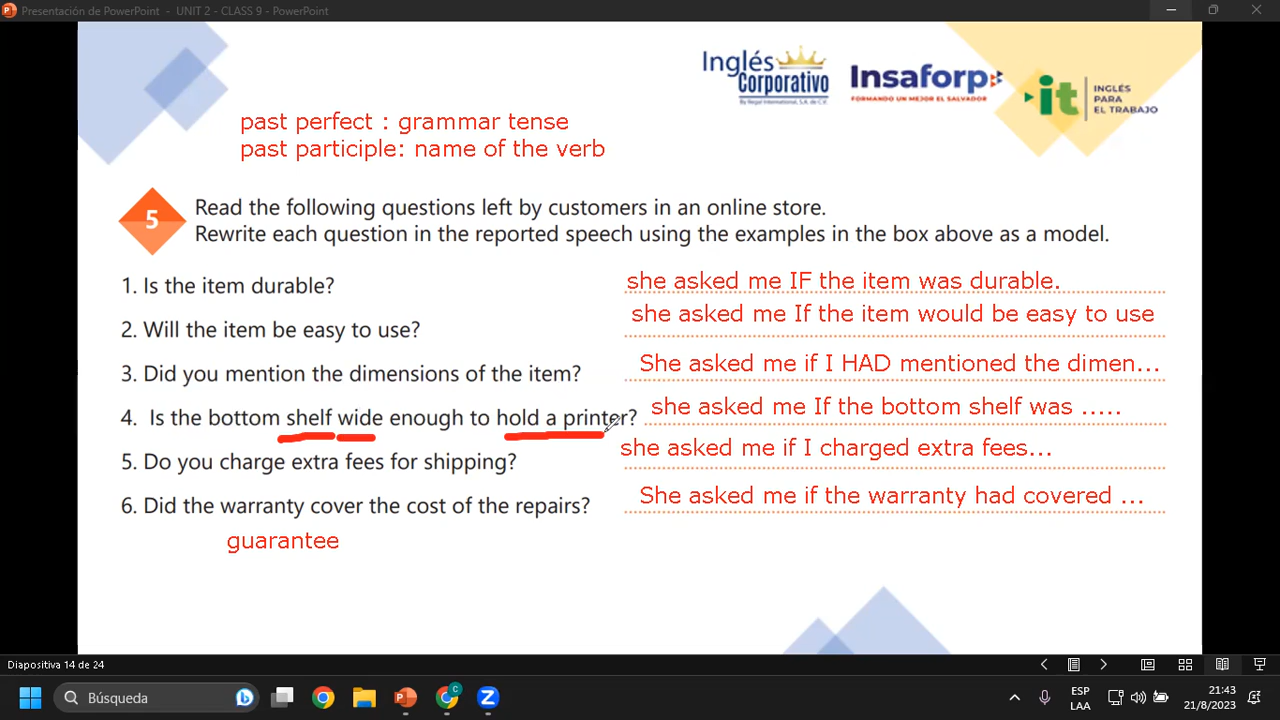 Presentación de PowerPoint - UNIT 2 - CLASS 9 - PowerPoint
Inglés
Corporativo
By Regal International, S.A. de C.V.
Insaforp
FORMANDO UN MEJOR EL SALVADOR
it
INGLÉS
PARA
EL TRABAJO
past perfect : grammar tense
past participle: name of the verb
5
Read the following questions left by customers in an online store.
Rewrite each question in the reported speech using the examples in the box above as a model.
1. Is the item durable?
she asked me IF the item was durable.
2. Will the item be easy to use?
she asked me If the item would be easy to use
3. Did you mention the dimensions of the item?
She asked me if I HAD mentioned the dimen...
4. Is the bottom shelf wide enough to hold a printer?
she asked me If the bottom shelf was .....
5. Do you charge extra fees for shipping?
she asked me if I charged extra fees...
6. Did the warranty cover the cost of the repairs?
She asked me if the warranty had covered ...
guarantee
Diapositiva 14 de 24
Búsqueda
ESP
LAA
21:43
21/8/2023